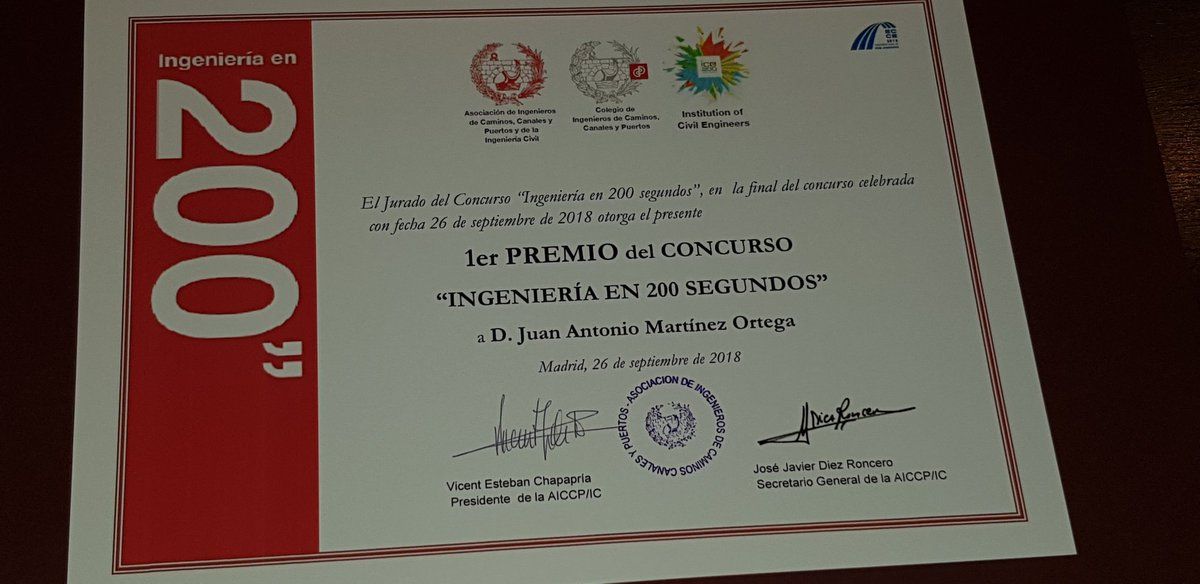 Ingeniería en
200”
Asociación de Ingenieros
de Caminos, Canales y
Puertos y de la
Ingeniería Civil
Colegio de
Ingenieros de Caminos,
Canales y Puertos
ice
200
Institution of
Civil Engineers
El Jurado del Concurso “Ingeniería en 200 segundos”, en la final del concurso celebrada
con fecha 26 de septiembre de 2018 otorga el presente
1er PREMIO del CONCURSO
“INGENIERÍA EN 200 SEGUNDOS”
a D. Juan Antonio Martínez Ortega
Madrid, 26 de septiembre de 2018
ASOCIACION DE INGENIEROS DE CAMINOS CANALES Y PUERTOS
Vicent Esteban Chapapría
Presidente de la AICCP/IC
José Javier Diez Roncero
Secretario General de la AICCP/IC